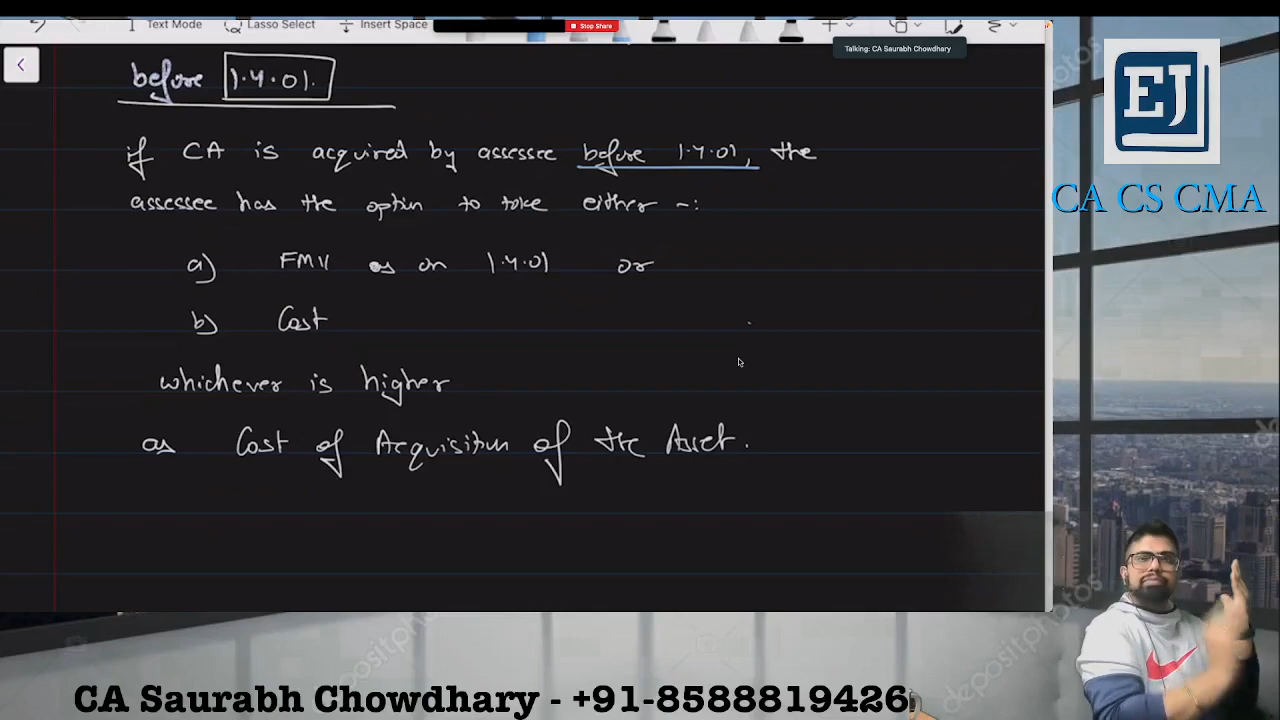 Text Mode
Lasso Select
Insert Space
Stop Share
Talking: CA Saurabh Chowdhary
before 1.4.01.
if CA is acquired by assessee before 1.4.01, the
assessee has the option to take either -:
a) FMV as on 1.4.01 or
b) Cost
whichever is higher
as Cost of Acquisition of the Asset.
EJ
CA CS CMA
depositphotos
CA Saurabh Chowdhary - +91-8588819426